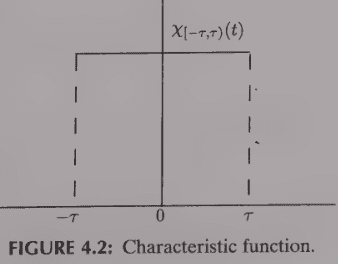 χ[−τ,τ)(t)
−τ 0 τ
FIGURE 4.2: Characteristic function.